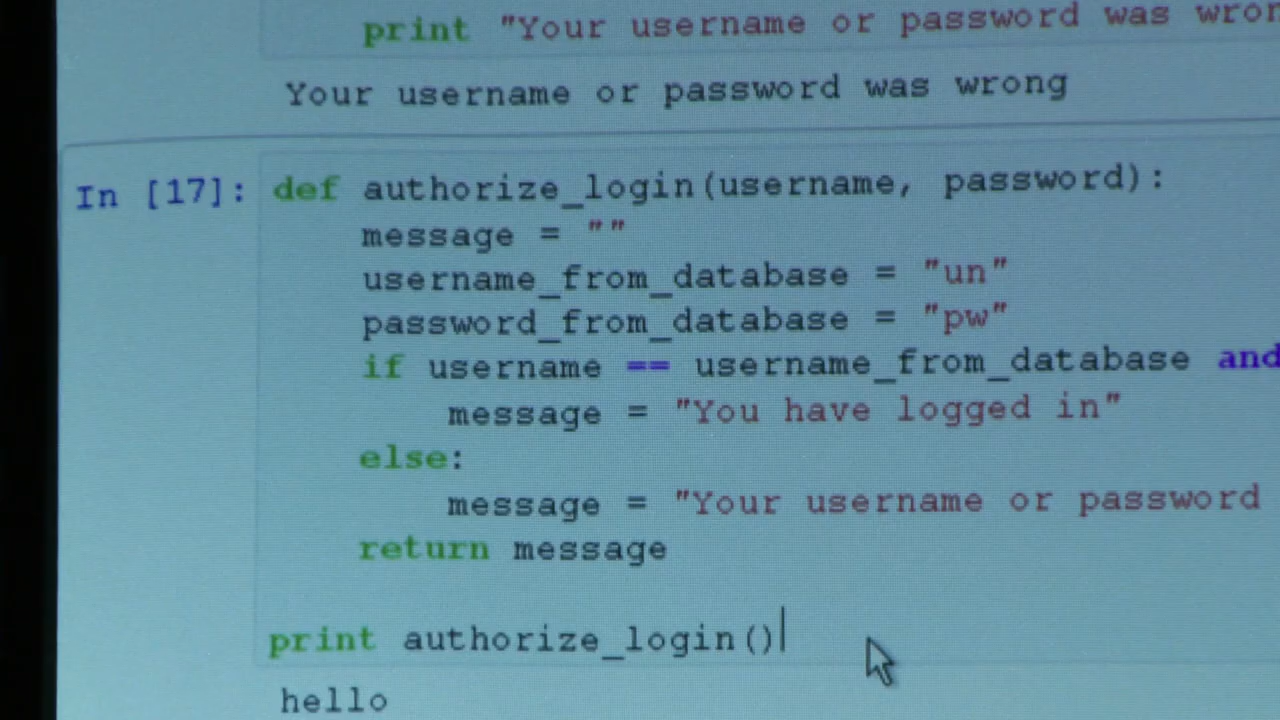 print "Your username or password was
Your username or password was wrong
In [17]: def authorize_login(username, password):
message = ""
username_from_database = "un"
password_from_database = "pw"
if username == username_from_database and
message = "You have logged in"
else:
message = "Your username or password
return message
print authorize_login()
hello